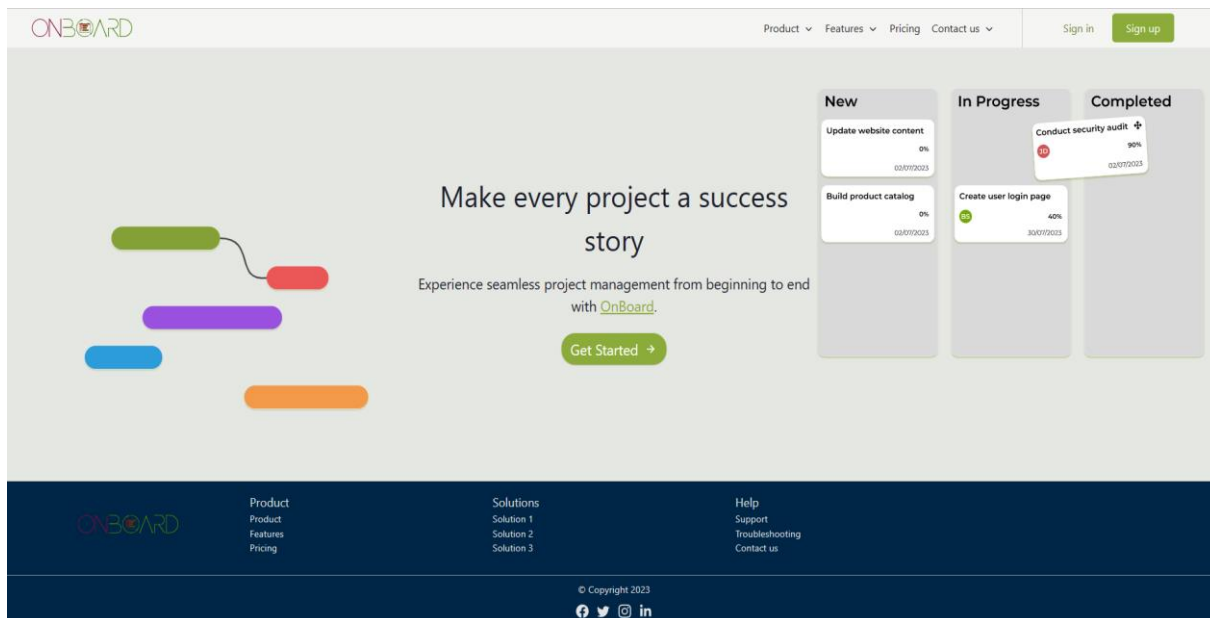 ONBOARD
Product Features Pricing Contact us Sign in Sign up
Make every project a success
story
Experience seamless project management from beginning to end
with OnBoard.
Get Started
New
Update website content
0%
02/07/2023
Build product catalog
0%
02/07/2023
In Progress
Create user login page
BS 40%
30/07/2023
Completed
Conduct security audit
JD 90%
02/07/2023
ONBOARD
Product
Product
Features
Pricing
Solutions
Solution 1
Solution 2
Solution 3
Help
Support
Troubleshooting
Contact us
© Copyright 2023